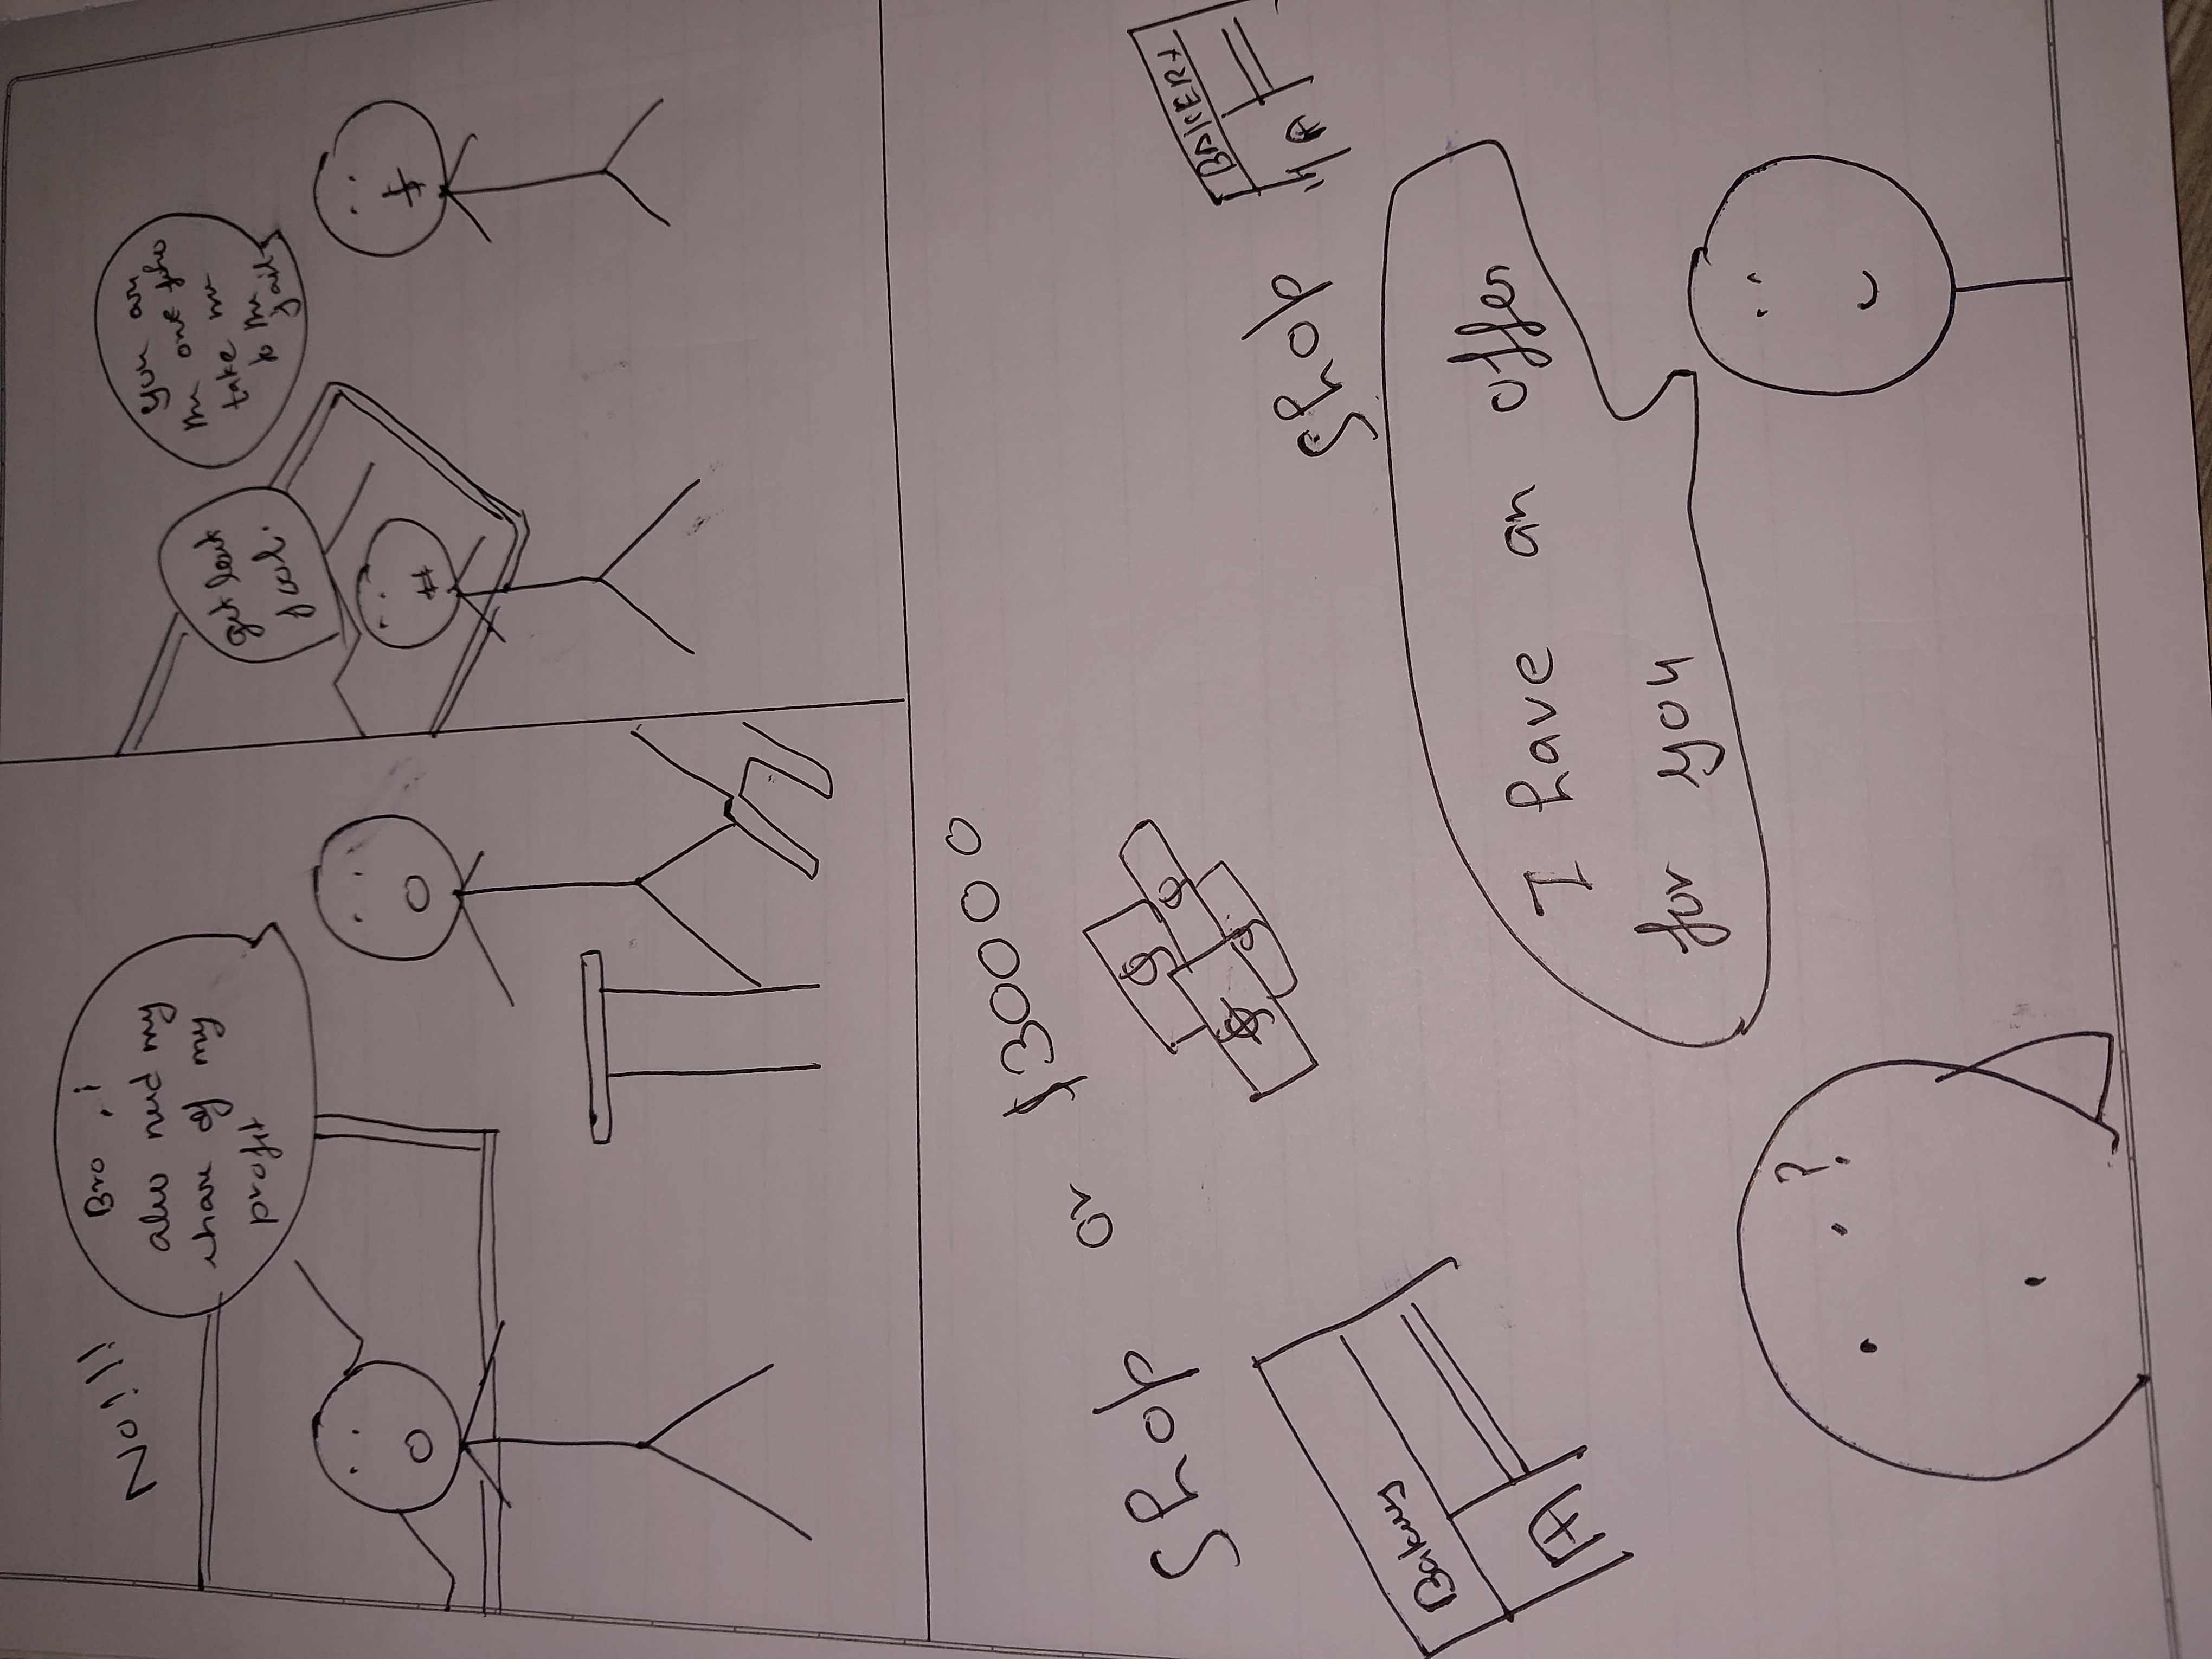 No!!!
Bro, i
also need my
share of my
profit
get lost
fool.
you are
the one who
take me
to the
jail
Shop or $30000
Bakery
Shop
BAKERY
I have an offer
for you
?